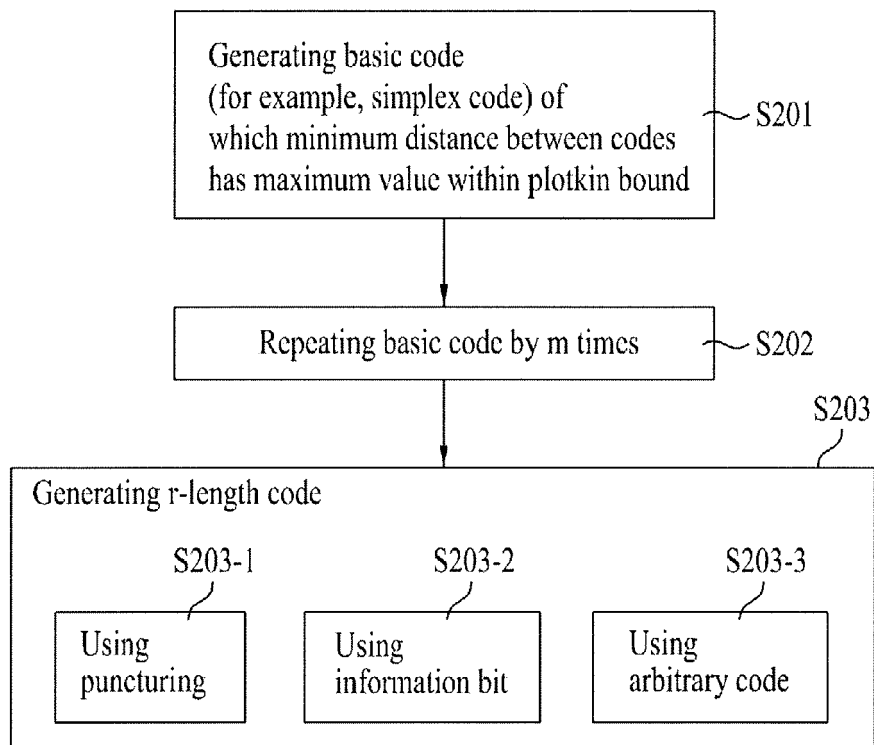 Generating basic code
(for example, simplex code) of
which minimum distance between codes
has maximum value within plotkin bound
S201
Repeating basic code by m times
S202
S203
Generating r-length code
S203-1
S203-2
S203-3
Using
puncturing
Using
information bit
Using
arbitrary code